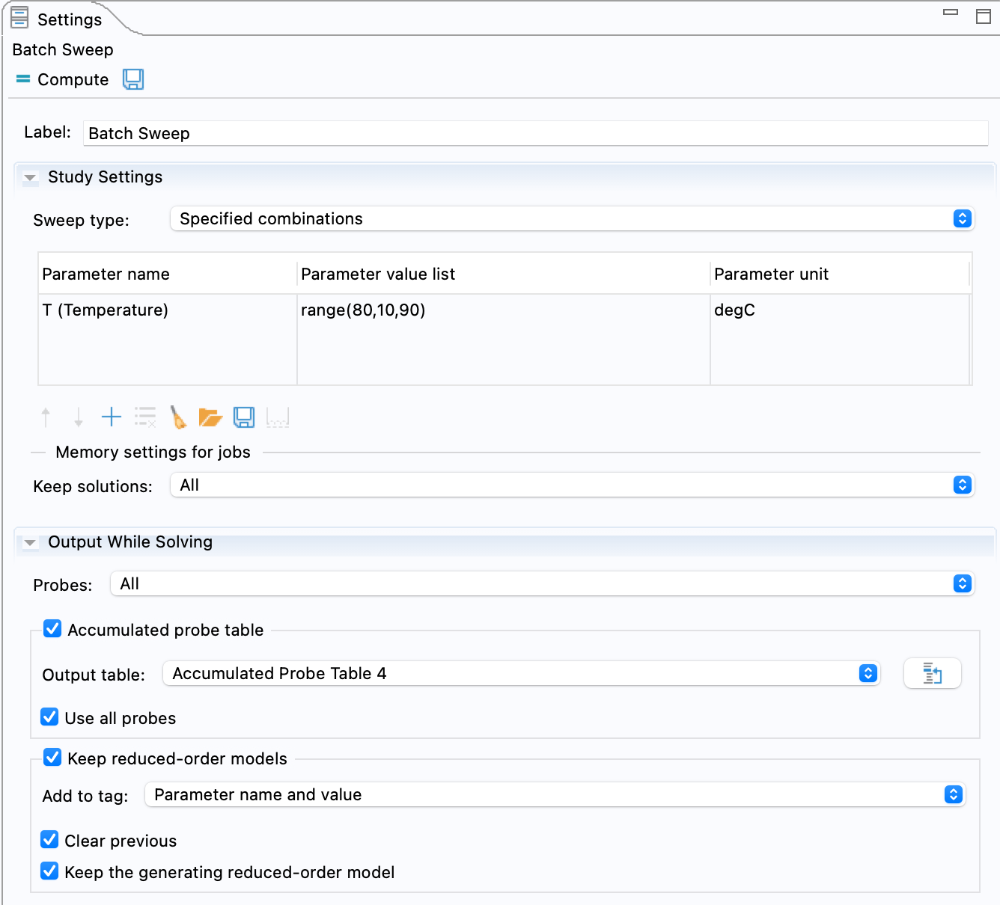 Settings
Batch Sweep
Compute
Label: Batch Sweep
Study Settings
Sweep type: Specified combinations
Parameter name Parameter value list Parameter unit
T (Temperature) range(80,10,90) degC
Memory settings for jobs
Keep solutions: All
Output While Solving
Probes: All
Accumulated probe table
Output table: Accumulated Probe Table 4
Use all probes
Keep reduced-order models
Add to tag: Parameter name and value
Clear previous
Keep the generating reduced-order model